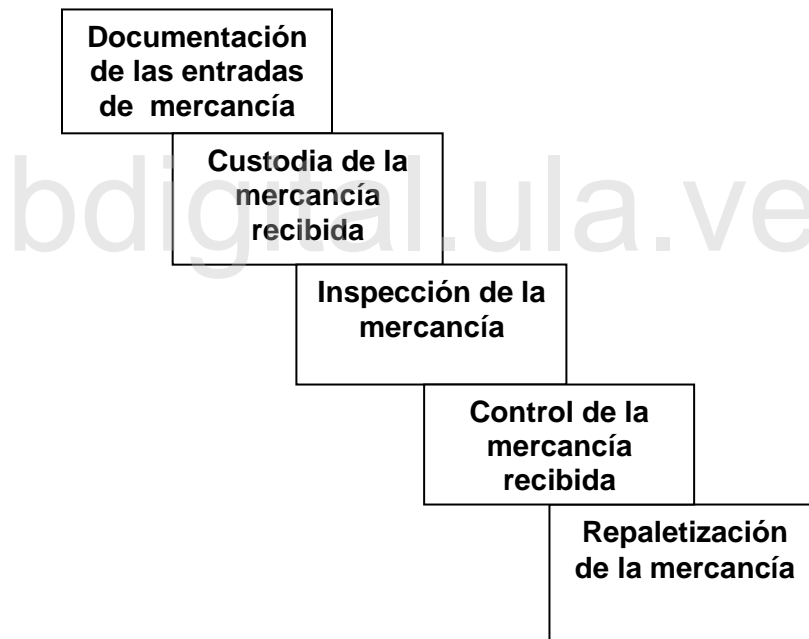 Documentación
de las entradas
de mercancía
Custodia de la
mercancía
recibida
bdigital.ula.ve
Inspección de la
mercancía
Control de la
mercancía
recibida
Repaletización
de la mercancía